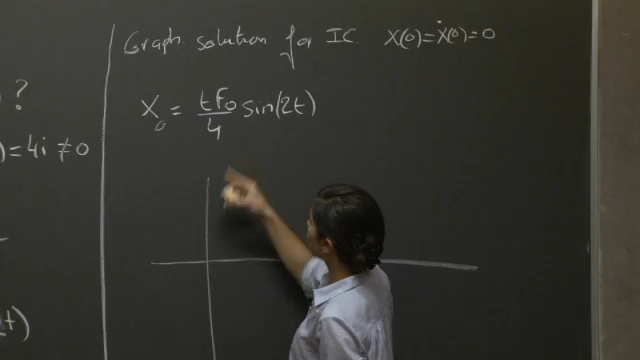 Graph solution for IC x(0)=ẋ(0)=0
?
x₀ = tF₀/4 sin(2t)
)=4i ≠0
t)